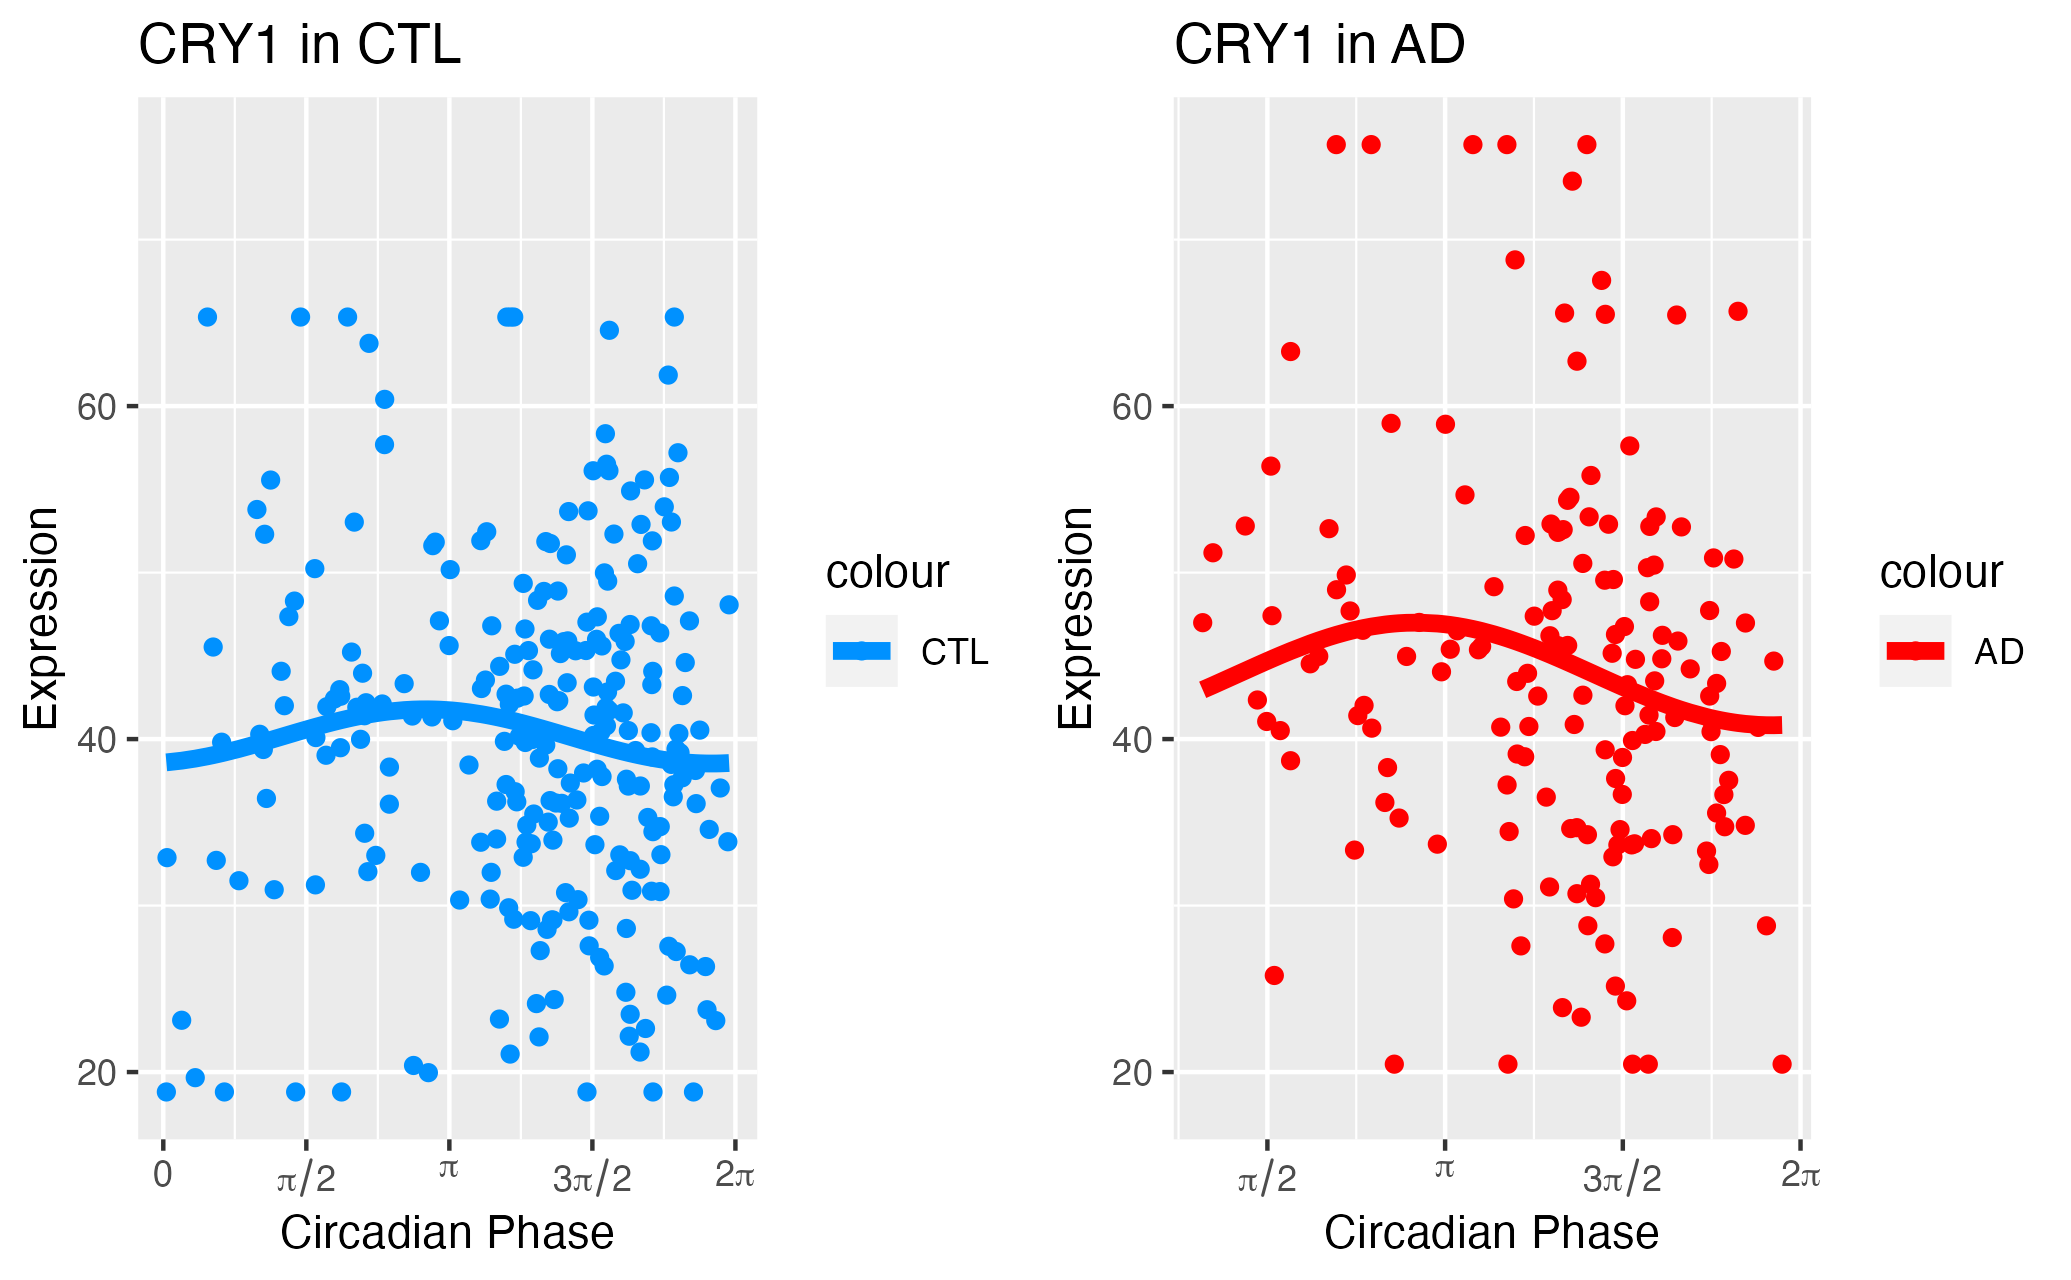 CRY1 in CTL
Expression
60
40
20
0 π/2 π 3π/2 2π
Circadian Phase
colour
CTL
CRY1 in AD
Expression
60
40
20
π/2 π 3π/2 2π
Circadian Phase
colour
AD